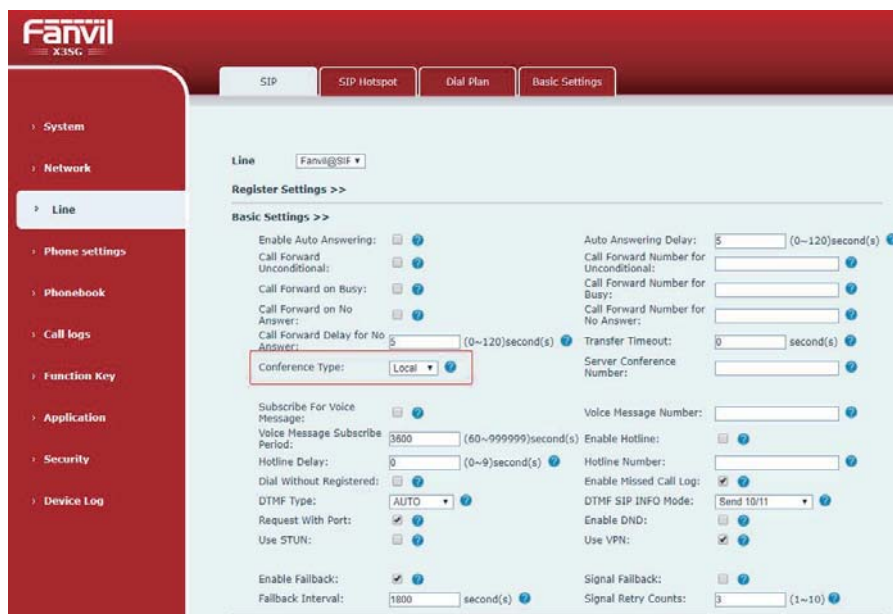 Fanvil
X3SG
SIP SIP Hotspot Dial Plan Basic Settings
› System
› Network
› Line
› Phone settings
› Phonebook
› Call logs
› Function Key
› Application
› Security
› Device Log
Line Fanvil@SIF
Register Settings >>
Basic Settings >>
Enable Auto Answering: Auto Answering Delay: 5 (0~120)second(s)
Call Forward Unconditional: Call Forward Number for Unconditional:
Call Forward on Busy: Call Forward Number for Busy:
Call Forward on No Answer: Call Forward Number for No Answer:
Call Forward Delay for No Answer: 5 (0~120)second(s) Transfer Timeout: 0 second(s)
Conference Type: Local Server Conference Number:
Subscribe For Voice Message: Voice Message Number:
Voice Message Subscribe Period: 3600 (60~999999)second(s) Enable Hotline:
Hotline Delay: 0 (0~9)second(s) Hotline Number:
Dial Without Registered: Enable Missed Call Log:
DTMF Type: AUTO DTMF SIP INFO Mode: Send 10/11
Request With Port: Enable DND:
Use STUN: Use VPN:
Enable Failback: Signal Failback:
Failback Interval: 1800 second(s) Signal Retry Counts: 3 (1~10)